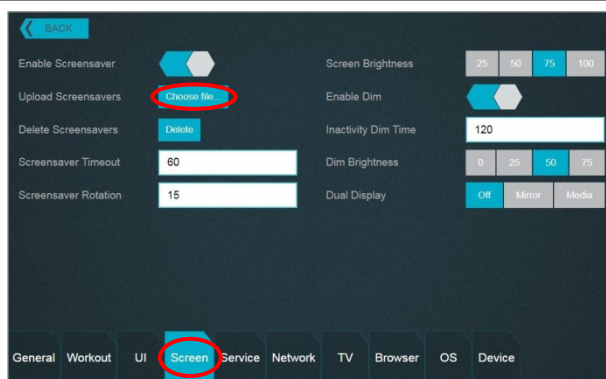 BACK
Enable Screensaver
Upload Screensavers Choose file...
Delete Screensavers Delete
Screensaver Timeout 60
Screensaver Rotation 15
Screen Brightness 25 50 75 100
Enable Dim
Inactivity Dim Time 120
Dim Brightness 0 25 50 75
Dual Display Off Mirror Media
General Workout UI Screen Service Network TV Browser OS Device